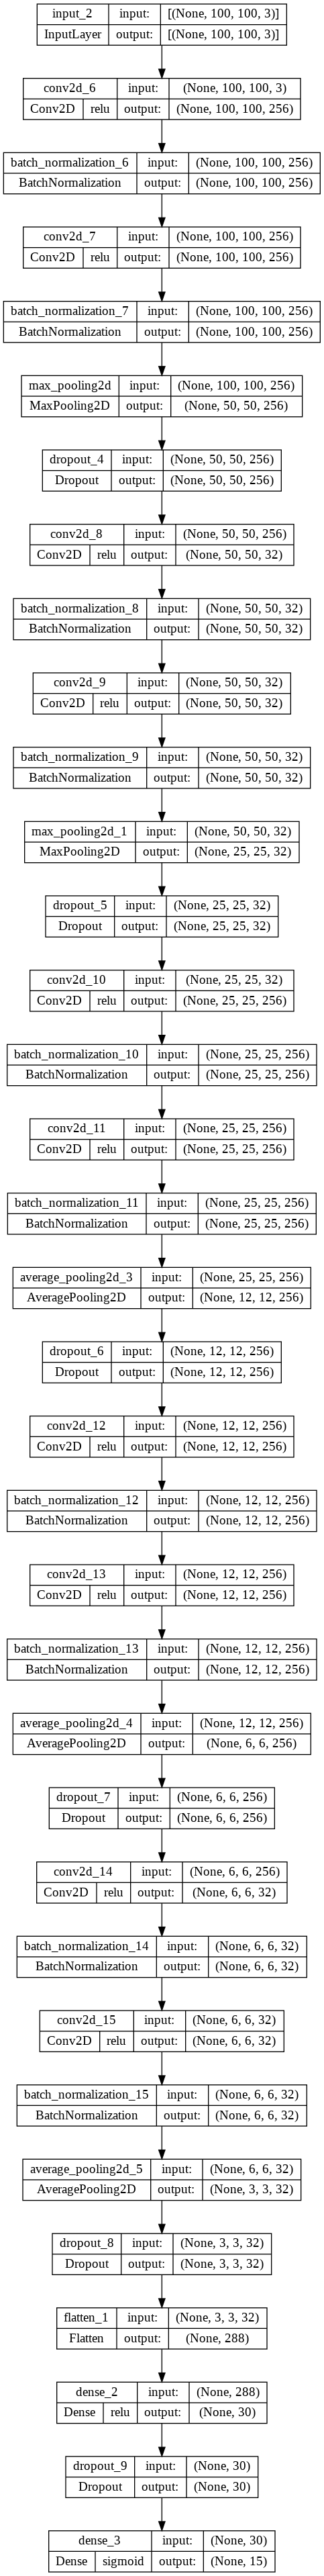 input_2 input: [(None, 100, 100, 3)]
InputLayer output: [(None, 100, 100, 3)]
conv2d_6 input: (None, 100, 100, 3)
Conv2D relu output: (None, 100, 100, 256)
batch_normalization_6 input: (None, 100, 100, 256)
BatchNormalization output: (None, 100, 100, 256)
conv2d_7 input: (None, 100, 100, 256)
Conv2D relu output: (None, 100, 100, 256)
batch_normalization_7 input: (None, 100, 100, 256)
BatchNormalization output: (None, 100, 100, 256)
max_pooling2d input: (None, 100, 100, 256)
MaxPooling2D output: (None, 50, 50, 256)
dropout_4 input: (None, 50, 50, 256)
Dropout output: (None, 50, 50, 256)
conv2d_8 input: (None, 50, 50, 256)
Conv2D relu output: (None, 50, 50, 32)
batch_normalization_8 input: (None, 50, 50, 32)
BatchNormalization output: (None, 50, 50, 32)
conv2d_9 input: (None, 50, 50, 32)
Conv2D relu output: (None, 50, 50, 32)
batch_normalization_9 input: (None, 50, 50, 32)
BatchNormalization output: (None, 50, 50, 32)
max_pooling2d_1 input: (None, 50, 50, 32)
MaxPooling2D output: (None, 25, 25, 32)
dropout_5 input: (None, 25, 25, 32)
Dropout output: (None, 25, 25, 32)
conv2d_10 input: (None, 25, 25, 32)
Conv2D relu output: (None, 25, 25, 256)
batch_normalization_10 input: (None, 25, 25, 256)
BatchNormalization output: (None, 25, 25, 256)
conv2d_11 input: (None, 25, 25, 256)
Conv2D relu output: (None, 25, 25, 256)
batch_normalization_11 input: (None, 25, 25, 256)
BatchNormalization output: (None, 25, 25, 256)
average_pooling2d_3 input: (None, 25, 25, 256)
AveragePooling2D output: (None, 12, 12, 256)
dropout_6 input: (None, 12, 12, 256)
Dropout output: (None, 12, 12, 256)
conv2d_12 input: (None, 12, 12, 256)
Conv2D relu output: (None, 12, 12, 256)
batch_normalization_12 input: (None, 12, 12, 256)
BatchNormalization output: (None, 12, 12, 256)
conv2d_13 input: (None, 12, 12, 256)
Conv2D relu output: (None, 12, 12, 256)
batch_normalization_13 input: (None, 12, 12, 256)
BatchNormalization output: (None, 12, 12, 256)
average_pooling2d_4 input: (None, 12, 12, 256)
AveragePooling2D output: (None, 6, 6, 256)
dropout_7 input: (None, 6, 6, 256)
Dropout output: (None, 6, 6, 256)
conv2d_14 input: (None, 6, 6, 256)
Conv2D relu output: (None, 6, 6, 32)
batch_normalization_14 input: (None, 6, 6, 32)
BatchNormalization output: (None, 6, 6, 32)
conv2d_15 input: (None, 6, 6, 32)
Conv2D relu output: (None, 6, 6, 32)
batch_normalization_15 input: (None, 6, 6, 32)
BatchNormalization output: (None, 6, 6, 32)
average_pooling2d_5 input: (None, 6, 6, 32)
AveragePooling2D output: (None, 3, 3, 32)
dropout_8 input: (None, 3, 3, 32)
Dropout output: (None, 3, 3, 32)
flatten_1 input: (None, 3, 3, 32)
Flatten output: (None, 288)
dense_2 input: (None, 288)
Dense relu output: (None, 30)
dropout_9 input: (None, 30)
Dropout output: (None, 30)
dense_3 input: (None, 30)
Dense sigmoid output: (None, 15)